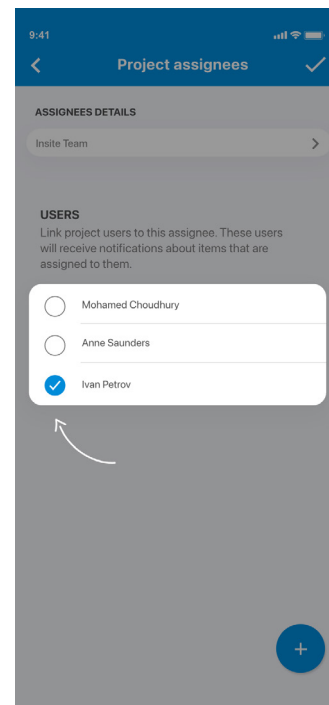 9:41
Project assignees
ASSIGNEES DETAILS
Insite Team
USERS
Link project users to this assignee. These users
will receive notifications about items that are
assigned to them.
Mohamed Choudhury
Anne Saunders
Ivan Petrov